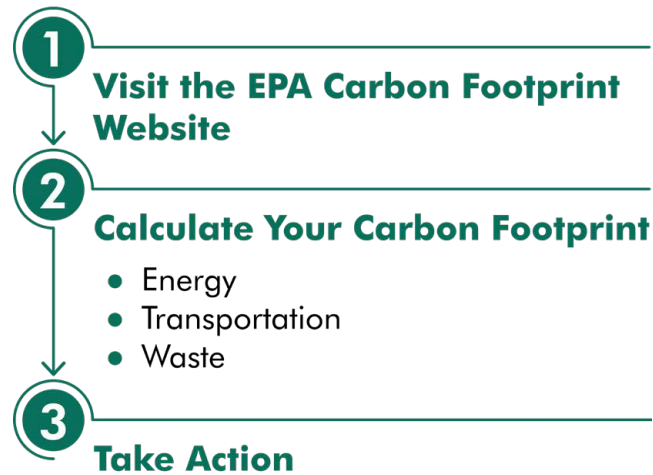 1
Visit the EPA Carbon Footprint
Website
2
Calculate Your Carbon Footprint
• Energy
• Transportation
• Waste
3
Take Action